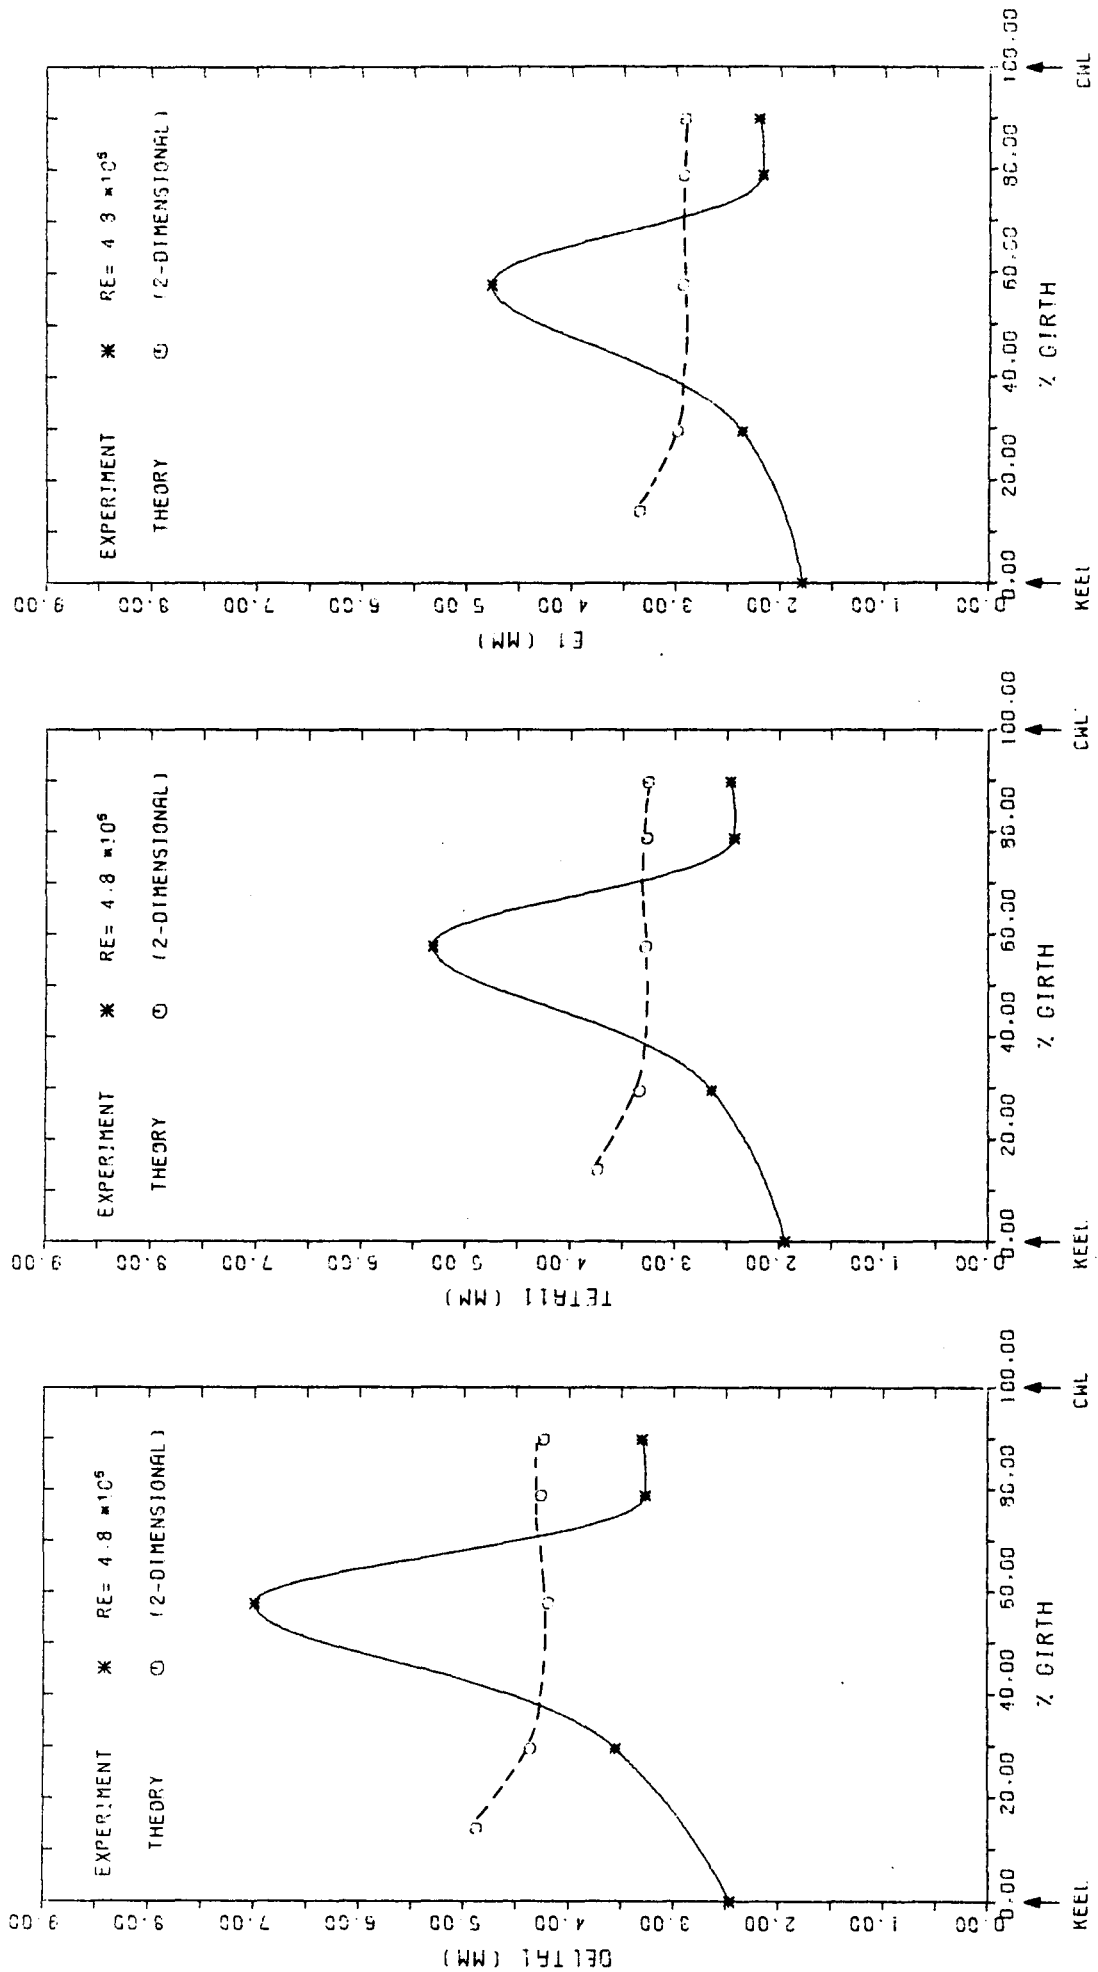 EXPERIMENT * RE= 4.8 *10⁵
THEORY ⊙ (2-DIMENSIONAL)
DELTA1 (MM)
9.00
8.00
7.00
6.00
5.00
4.00
3.00
2.00
1.00
0.00
0.00 20.00 40.00 60.00 80.00 100.00
% GIRTH
KEEL CWL
EXPERIMENT * RE= 4.8 *10⁵
THEORY ⊙ (2-DIMENSIONAL)
TETA11 (MM)
9.00
8.00
7.00
6.00
5.00
4.00
3.00
2.00
1.00
0.00
0.00 20.00 40.00 60.00 80.00 100.00
% GIRTH
KEEL CWL
EXPERIMENT * RE= 4.8 *10⁵
THEORY ⊙ (2-DIMENSIONAL)
E1 (MM)
9.00
8.00
7.00
6.00
5.00
4.00
3.00
2.00
1.00
0.00
0.00 20.00 40.00 60.00 80.00 100.00
% GIRTH
KEEL CWL